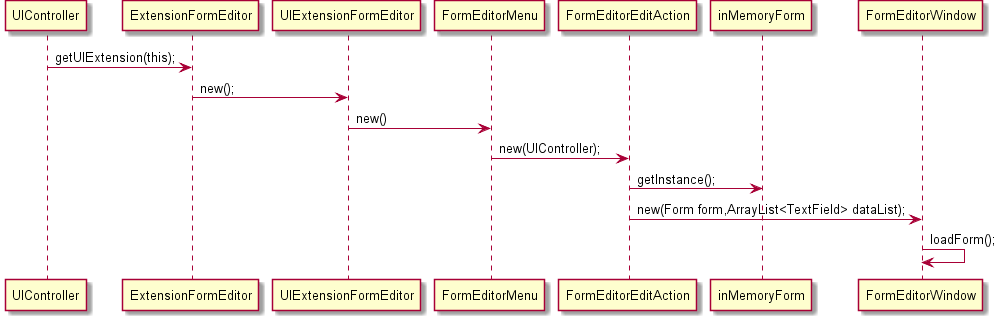 UIController ExtensionFormEditor UIExtensionFormEditor FormEditorMenu FormEditorEditAction inMemoryForm FormEditorWindow
getUIExtension(this);
new();
new()
new(UIController);
getInstance();
new(Form form,ArrayList<TextField> dataList);
loadForm();
UIController ExtensionFormEditor UIExtensionFormEditor FormEditorMenu FormEditorEditAction inMemoryForm FormEditorWindow